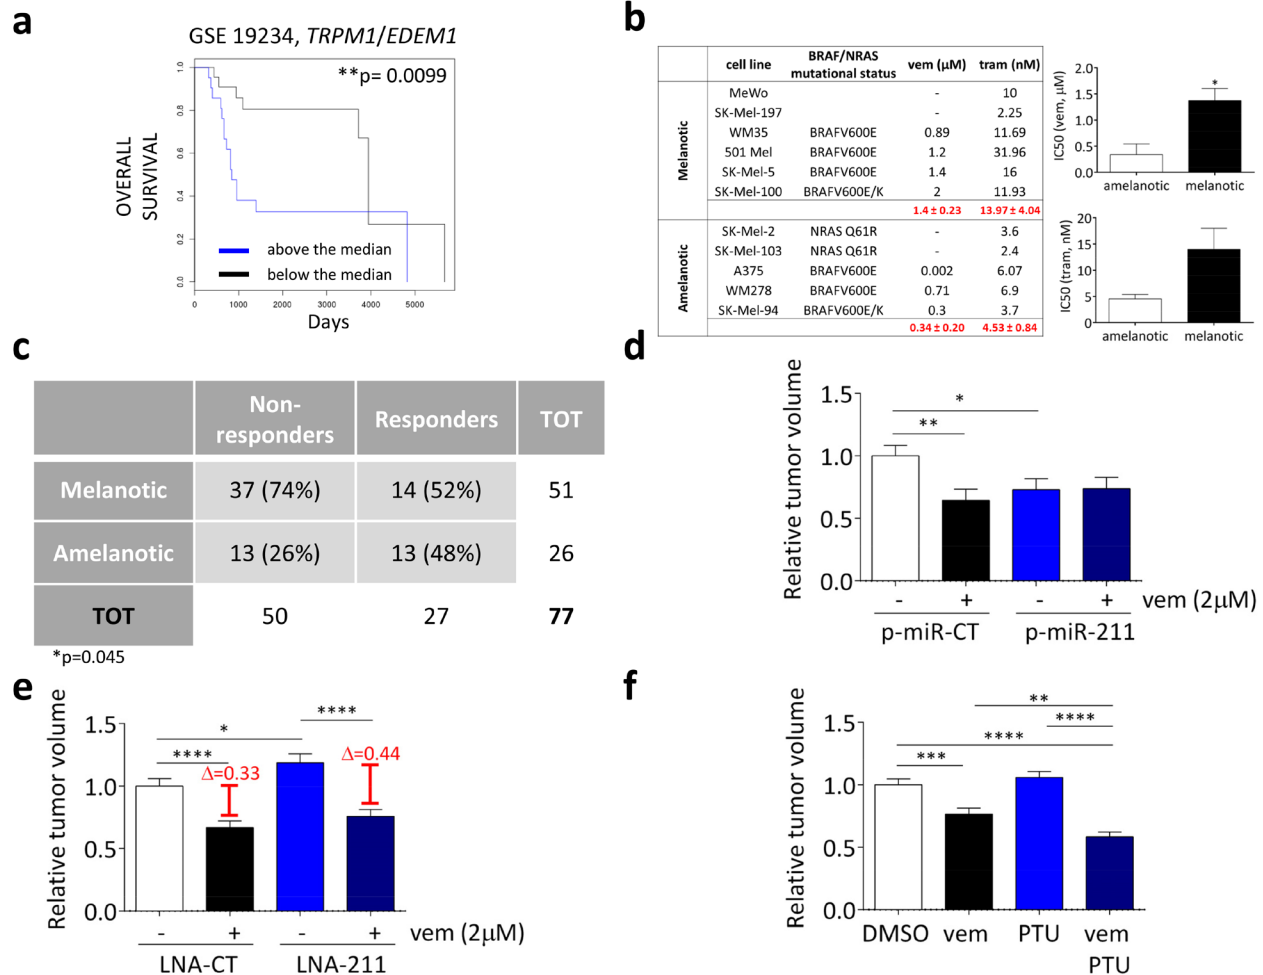 a
GSE 19234, TRPM1/EDEM1
**p= 0.0099
OVERALL
SURVIVAL
1.0
0.8
0.6
0.4
0.2
0.0
above the median
below the median
0 1000 2000 3000 4000 5000
Days
b
cell line BRAF/NRAS mutational status vem (µM) tram (nM)
Melanotic
MeWo - 10
SK-Mel-197 - 2.25
WM35 BRAFV600E 0.89 11.69
501 Mel BRAFV600E 1.2 31.96
SK-Mel-5 BRAFV600E 1.4 16
SK-Mel-100 BRAFV600E/K 2 11.93
1.4 ± 0.23 13.97 ± 4.04
Amelanotic
SK-Mel-2 NRAS Q61R - 3.6
SK-Mel-103 NRAS Q61R - 2.4
A375 BRAFV600E 0.002 6.07
WM278 BRAFV600E 0.71 6.9
SK-Mel-94 BRAFV600E/K 0.3 3.7
0.34 ± 0.20 4.53 ± 0.84
IC50 (vem, µM)
2.0
1.5
1.0
0.5
0.0
*
amelanotic melanotic
IC50 (tram, nM)
20
15
10
5
0
amelanotic melanotic
c
Non-responders Responders TOT
Melanotic 37 (74%) 14 (52%) 51
Amelanotic 13 (26%) 13 (48%) 26
TOT 50 27 77
*p=0.045
d
Relative tumor volume
1.5
1.0
0.5
0.0
*
**
- + - + vem (2µM)
p-miR-CT p-miR-211
e
Relative tumor volume
1.5
1.0
0.5
0.0
****
*
****
Δ=0.33
Δ=0.44
- + - + vem (2µM)
LNA-CT LNA-211
f
Relative tumor volume
1.5
1.0
0.5
0.0
**
****
****
***
DMSO vem PTU vem
PTU